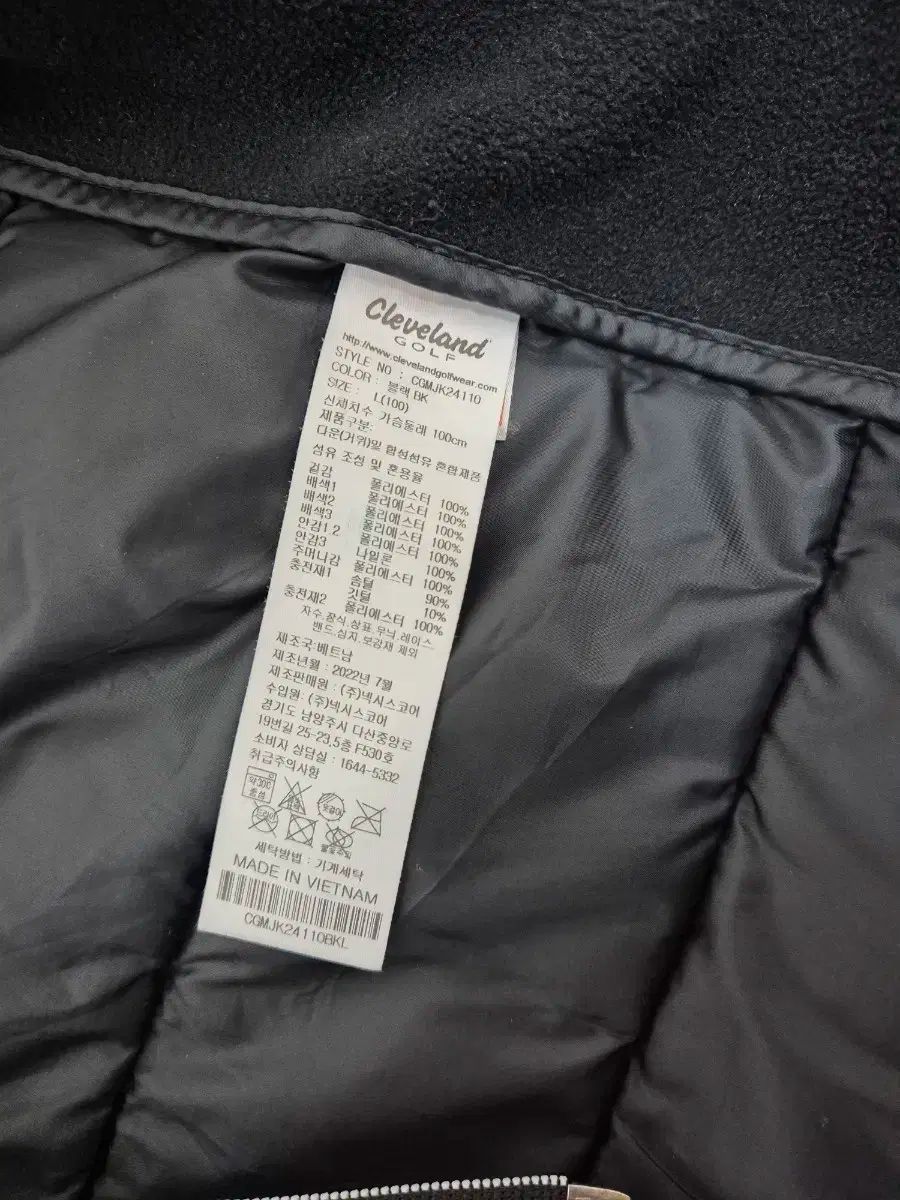 Cleveland
GOLF
http://www.clevelandgolfwear.com
STYLE NO : CGMJK24110
COLOR : 블랙 BK
SIZE : L(100)
신체치수 가슴둘레 100cm
제품구분:
다운(거위)및 합성섬유 혼합제품
섬유 조성 및 혼용율
겉감 폴리에스터 100%
배색1 폴리에스터 100%
배색2 폴리에스터 100%
배색3 폴리에스터 100%
안감1.2 폴리에스터 100%
안감3 나일론 100%
주머니감 폴리에스터 100%
충전재1 솜털 90%
깃털 10%
충전재2 폴리에스터 100%
자수,장식,상표,무늬,레이스
밴드,심지,보강재 제외
제조국:베트남
제조년월 : 2022년 7월
제조판매원 : (주)넥시스코어
수입원: (주)넥시스코어
경기도 남양주시 다산중앙로
19번길 25-23,5층 F530호
소비자 상담실 : 1644-5332
취급주의사항
약30℃
중성
세탁방법 : 기계세탁
MADE IN VIETNAM
CGMJK24110BKL